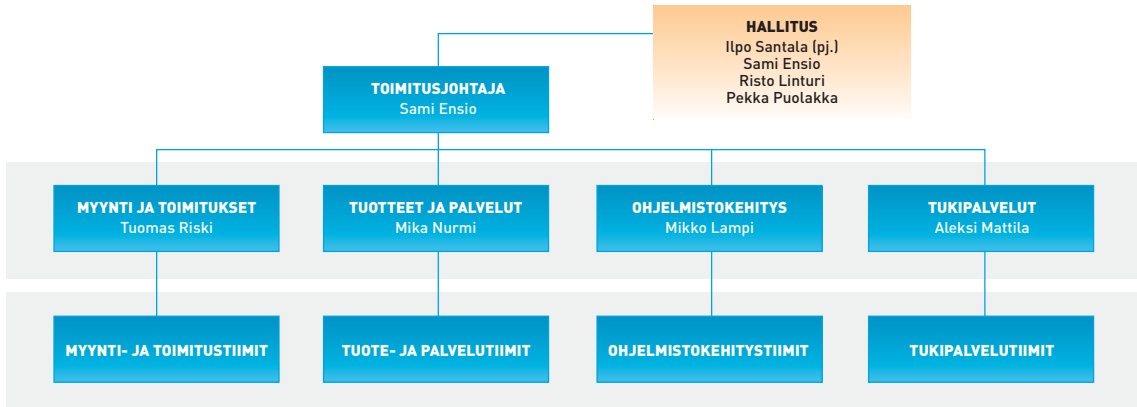 HALLITUS
Ilpo Santala (pj.)
Sami Ensio
Risto Linturi
Pekka Puolakka
TOIMITUSJOHTAJA
Sami Ensio
MYYNTI JA TOIMITUKSET
Tuomas Riski
TUOTTEET JA PALVELUT
Mika Nurmi
OHJELMISTOKEHITYS
Mikko Lampi
TUKIPALVELUT
Aleksi Mattila
MYYNTI- JA TOIMITUSTIIMIT
TUOTE- JA PALVELUTIIMIT
OHJELMISTOKEHITYSTIIMIT
TUKIPALVELUTIIMIT